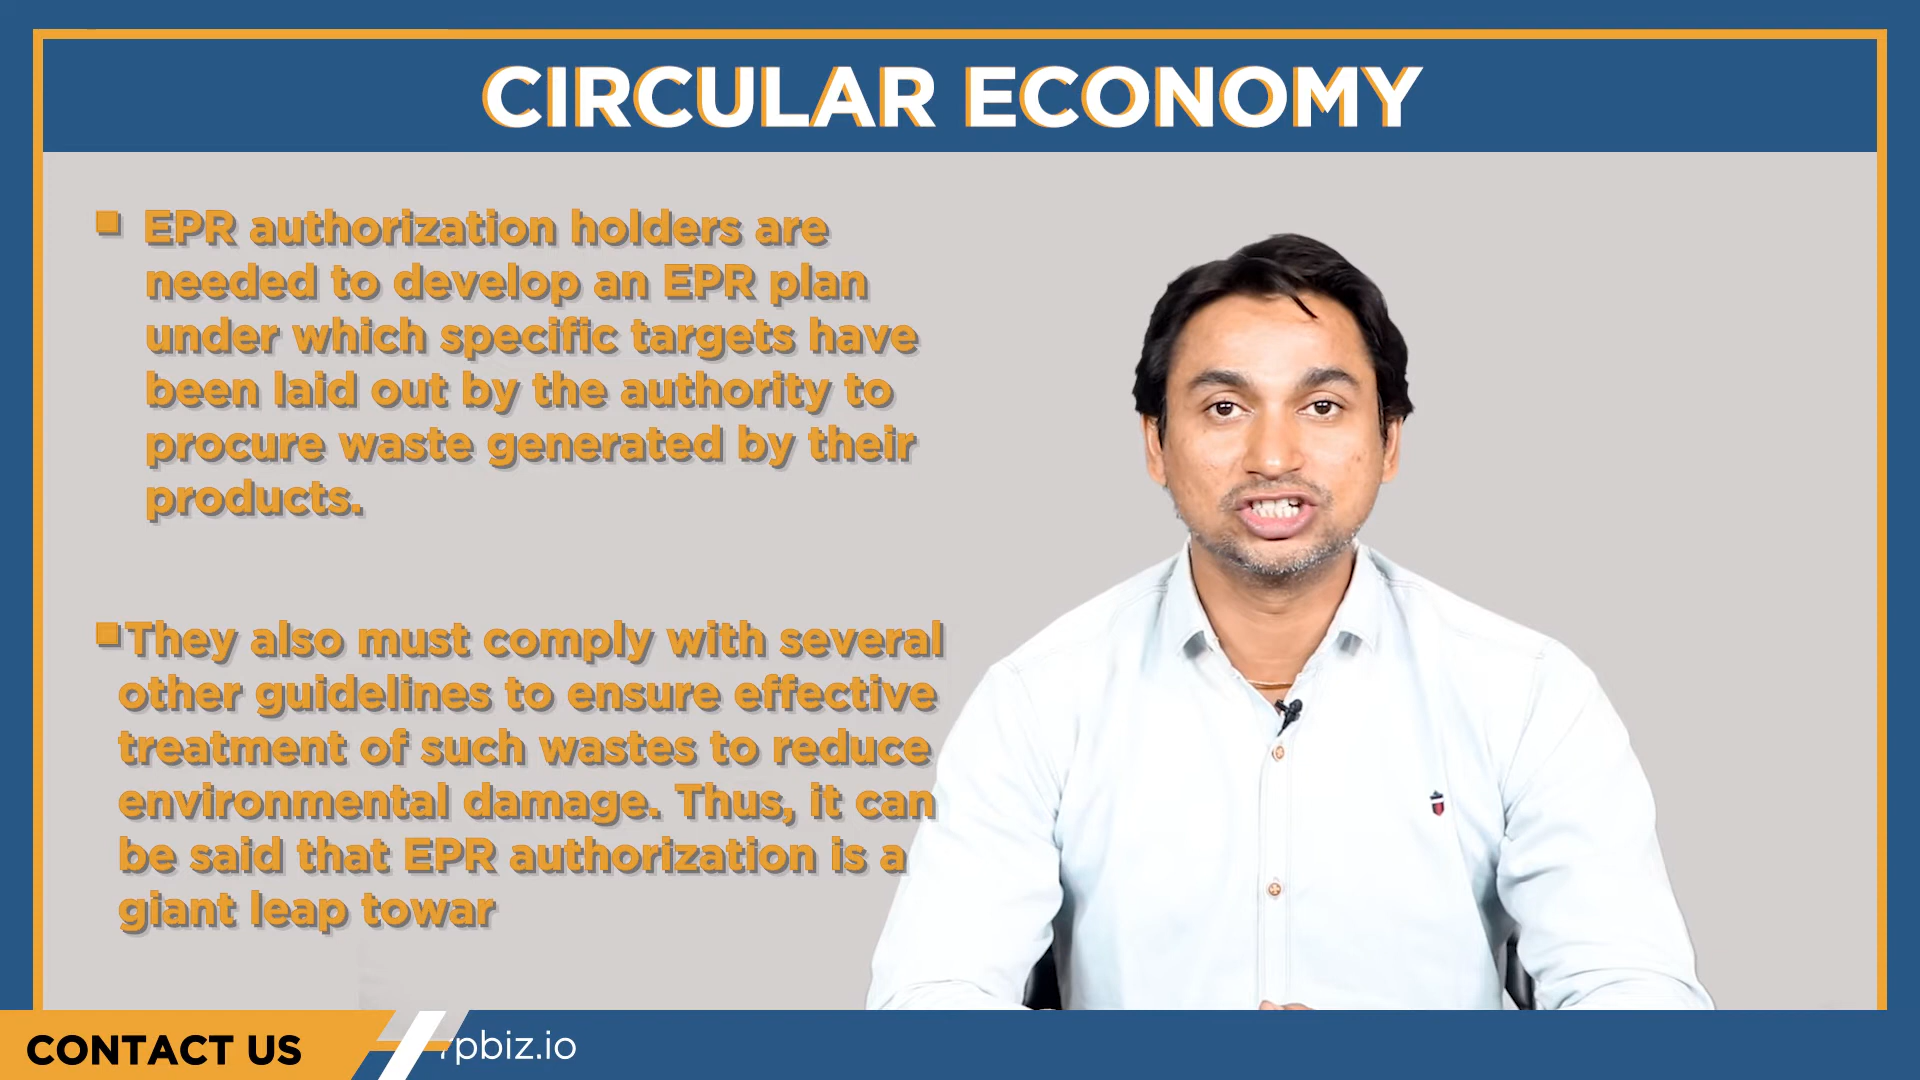 CIRCULAR ECONOMY
EPR authorization holders are
needed to develop an EPR plan
under which specific targets have
been laid out by the authority to
procure waste generated by their
products.
They also must comply with several
other guidelines to ensure effective
treatment of such wastes to reduce
environmental damage. Thus, it can
be said that EPR authorization is a
giant leap towar
CONTACT US
rpbiz.io